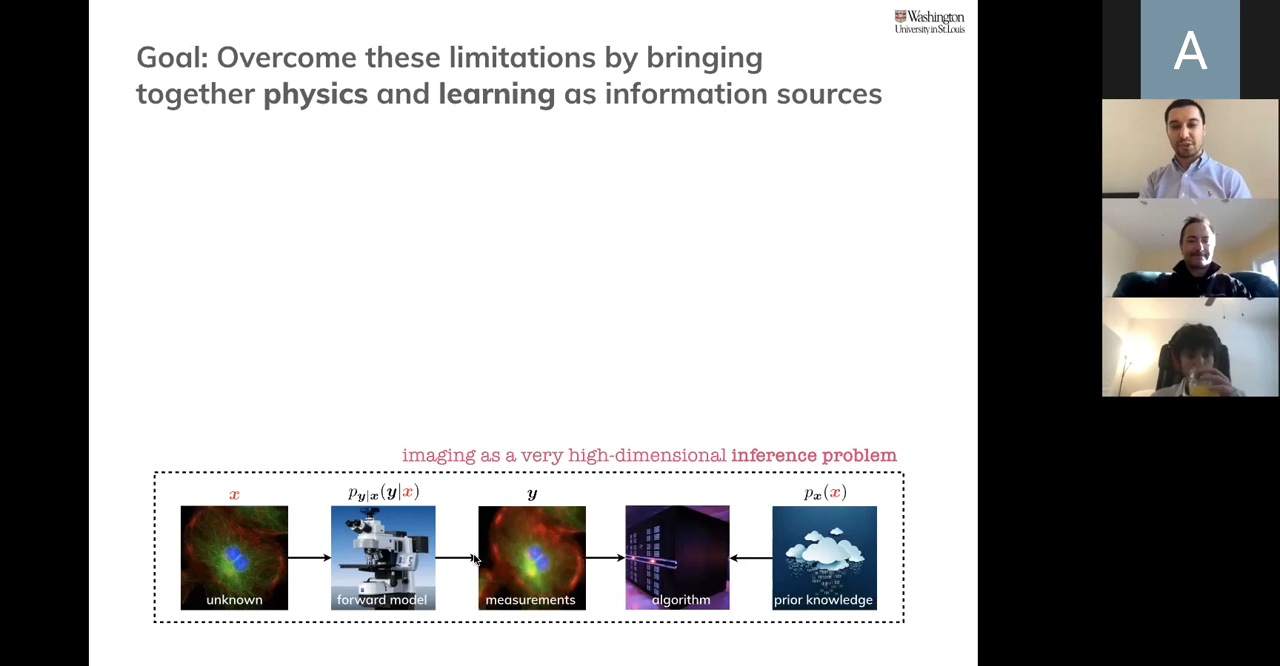 Washington
University in St. Louis
Goal: Overcome these limitations by bringing
together physics and learning as information sources
A
imaging as a very high-dimensional inference problem
x
p_{y|x}(y|x)
y
p_x(x)
unknown
forward model
measurements
algorithm
prior knowledge